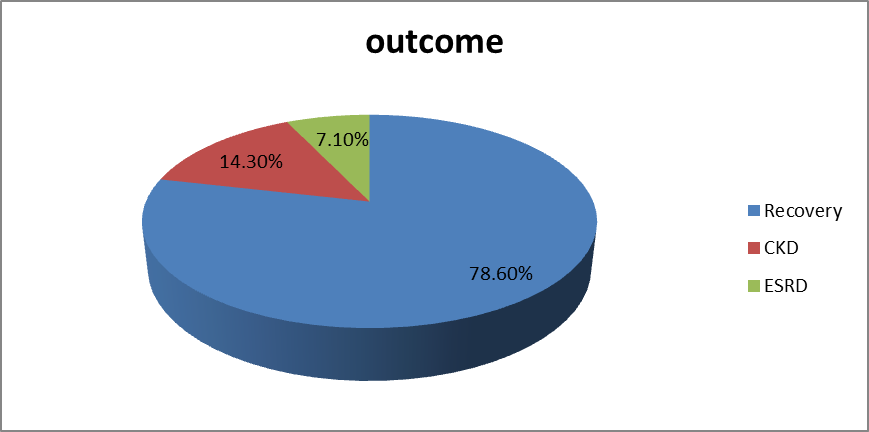 outcome
7.10%
14.30%
78.60%
Recovery
CKD
ESRD